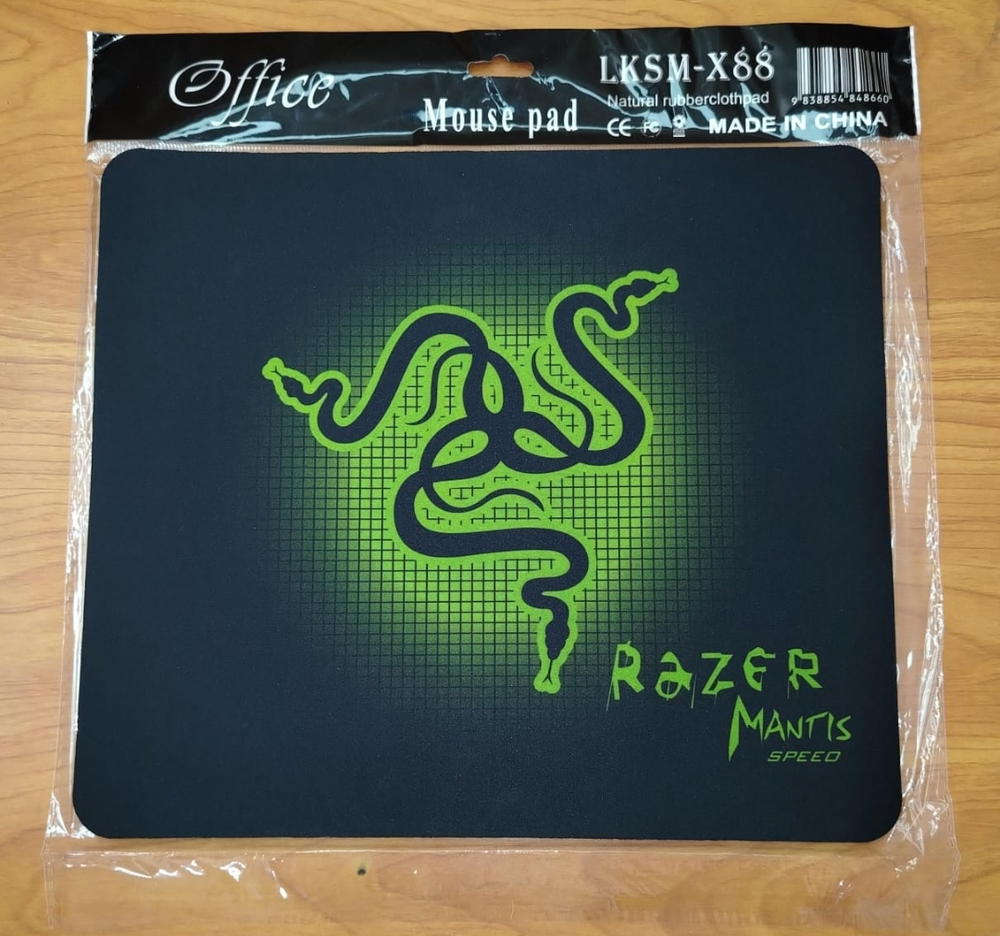 Office
Mouse pad
LKSM-X88
Natural rubberclothpad
CE FC
MADE IN CHINA
9 838854 848660
RAZER
MANTIS
SPEED